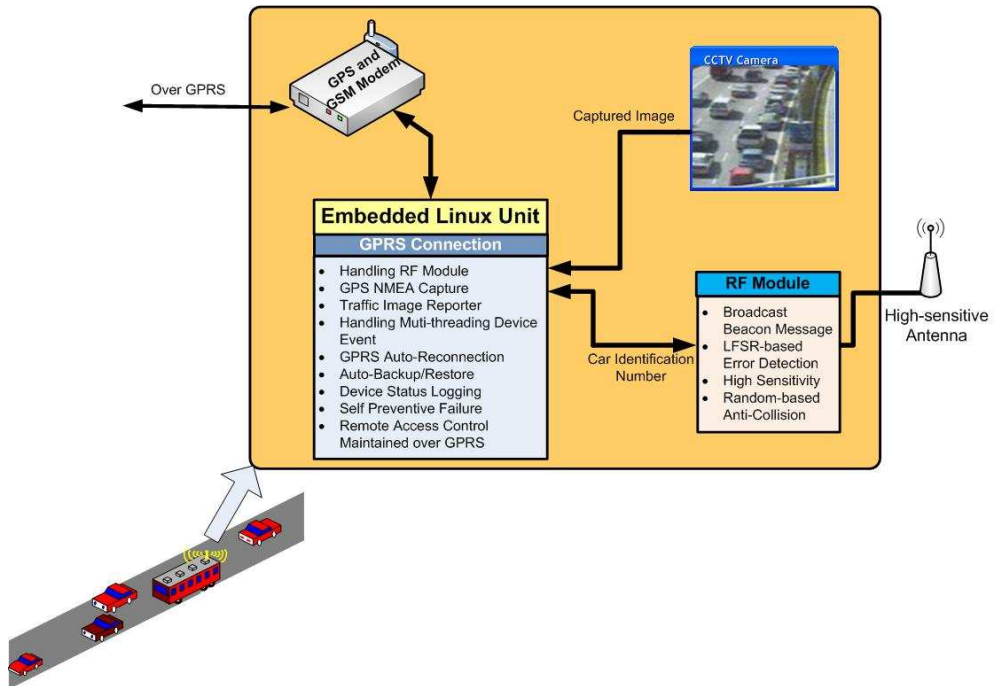 GPS and
GSM Modem
Over GPRS
CCTV Camera
Captured Image
Embedded Linux Unit
GPRS Connection
• Handling RF Module
• GPS NMEA Capture
• Traffic Image Reporter
• Handling Muti-threading Device
Event
• GPRS Auto-Reconnection
• Auto-Backup/Restore
• Device Status Logging
• Self Preventive Failure
• Remote Access Control
Maintained over GPRS
Car Identification
Number
RF Module
• Broadcast
Beacon Message
• LFSR-based
Error Detection
• High Sensitivity
• Random-based
Anti-Collision
High-sensitive
Antenna